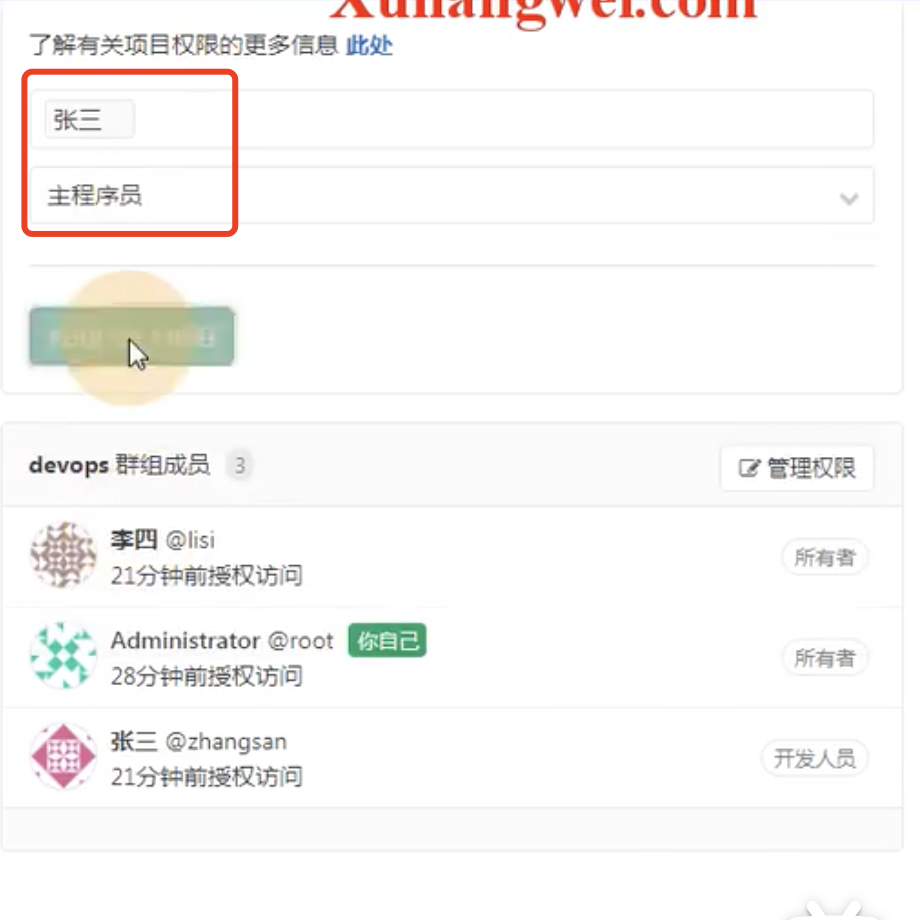 Xuliangwei.com
了解有关项目权限的更多信息 此处
张三
主程序员
devops 群组成员 3
管理权限
李四 @lisi
21分钟前授权访问
所有者
Administrator @root 你自己
28分钟前授权访问
所有者
张三 @zhangsan
21分钟前授权访问
开发人员